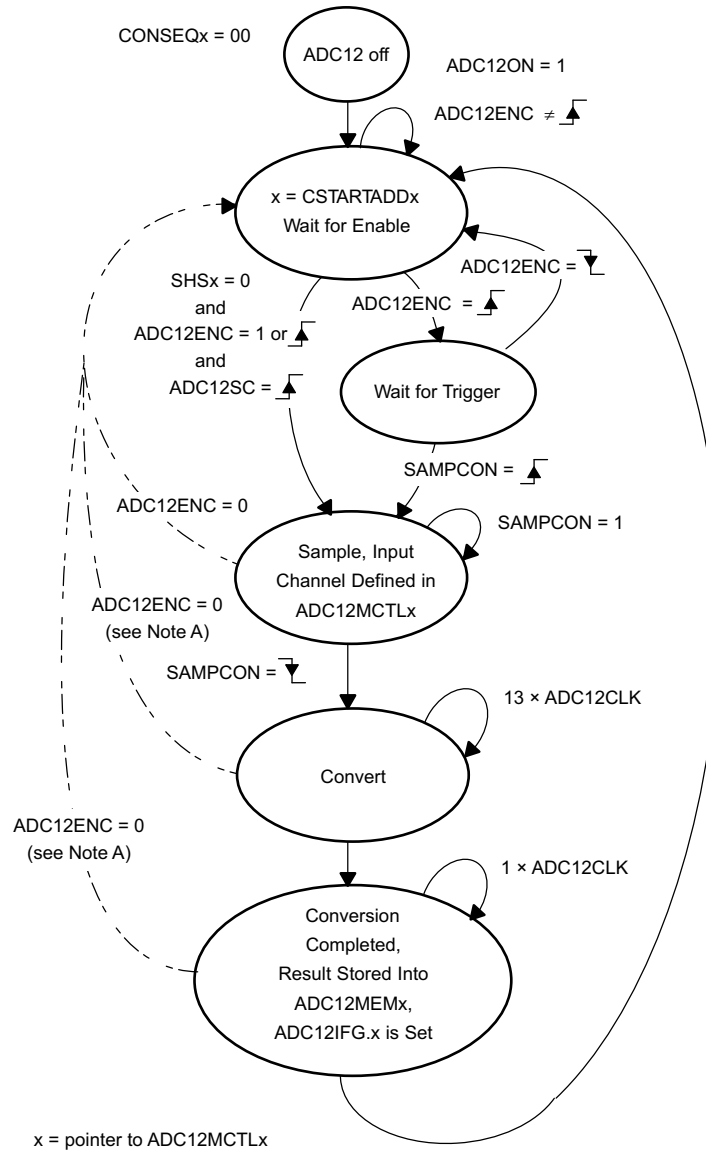 CONSEQx = 00
ADC12 off
ADC12ON = 1
ADC12ENC ≠
x = CSTARTADDx
Wait for Enable
ADC12ENC =
SHSx = 0
and
ADC12ENC = 1 or
and
ADC12SC =
ADC12ENC =
Wait for Trigger
SAMPCON =
ADC12ENC = 0
SAMPCON = 1
Sample, Input
Channel Defined in
ADC12MCTLx
ADC12ENC = 0
(see Note A)
SAMPCON =
13 × ADC12CLK
Convert
ADC12ENC = 0
(see Note A)
1 × ADC12CLK
Conversion
Completed,
Result Stored Into
ADC12MEMx,
ADC12IFG.x is Set
x = pointer to ADC12MCTLx